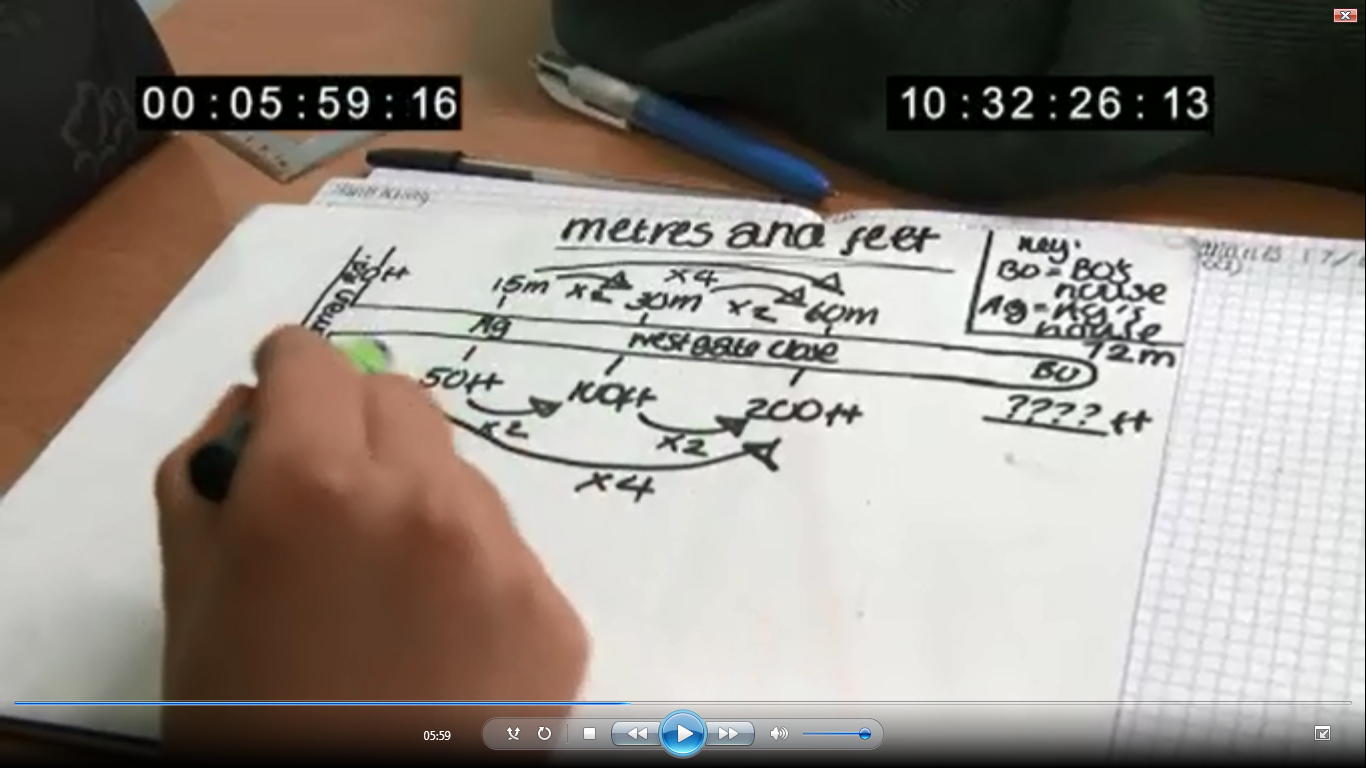 00:05:59:16
10:32:26:13
metres and feet
Key:
BO = BO's
house
Ag = Ag's
house
x4
15m
x2
30m
x2
60m
72m
Ag
westgate close
BO
50ft
100ft
200ft
???? ft
x2
x2
x4
05:59